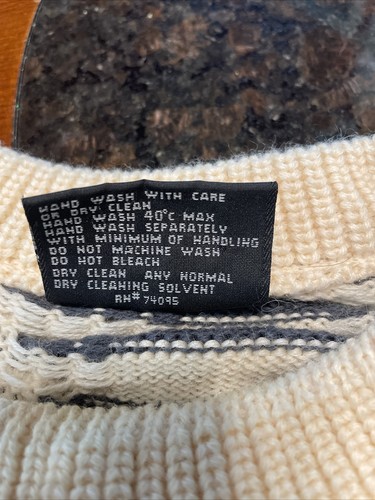 HAND WASH WITH CARE
OR DRY CLEAN
HAND WASH 40°C MAX
HAND WASH SEPARATELY
WITH MINIMUM OF HANDLING
DO NOT MACHINE WASH
DO NOT BLEACH
DRY CLEAN ANY NORMAL
DRY CLEANING SOLVENT
RN# 74095